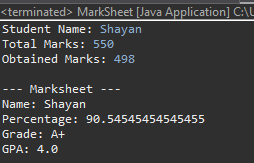 <terminated> MarkSheet [Java Application] C:\
Student Name: Shayan
Total Marks: 550
Obtained Marks: 498
--- Marksheet ---
Name: Shayan
Percentage: 90.54545454545455
Grade: A+
GPA: 4.0